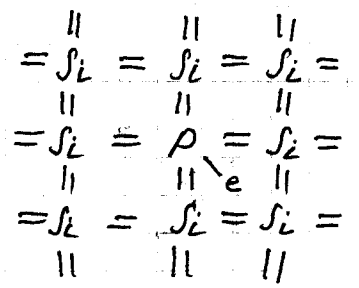 || || ||
= Si = Si = Si =
|| || ||
= Si = P = Si =
|| || e ||
= Si = Si = Si =
|| || ||